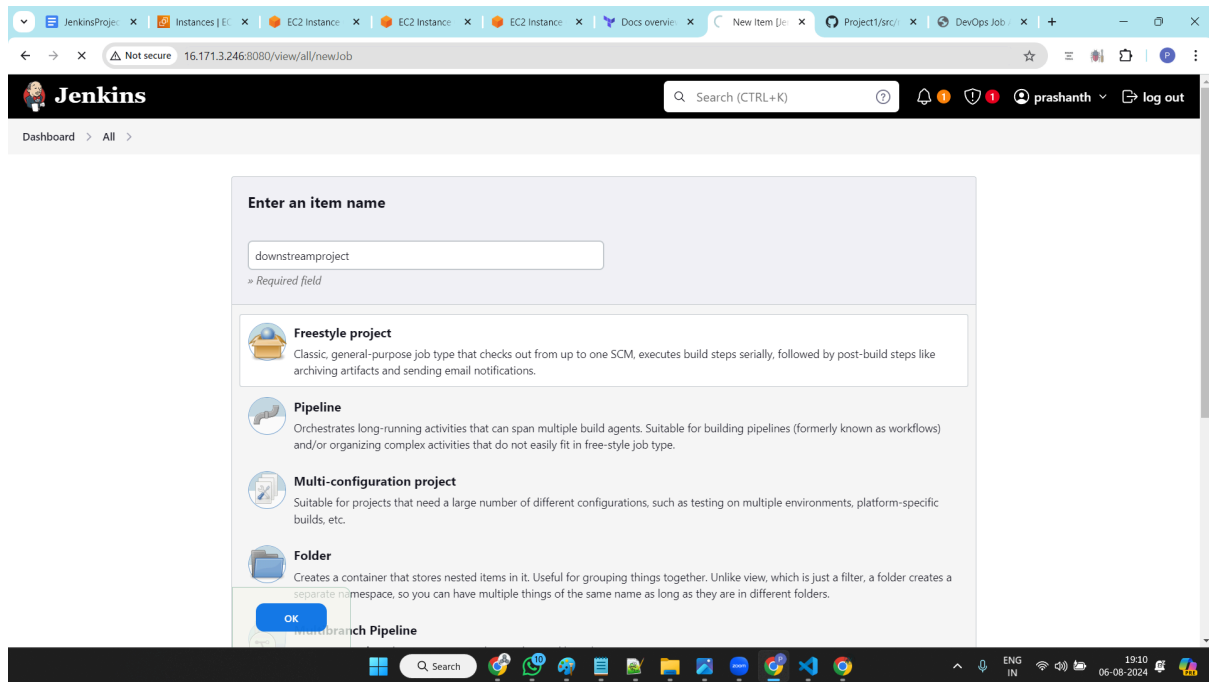 JenkinsProjec
Instances | EC
EC2 Instance
EC2 Instance
EC2 Instance
Docs overvie
New Item [Je
Project1/src/
DevOps Job
Not secure
16.171.3.246:8080/view/all/newJob
P
Jenkins
Search (CTRL+K)
1
1
prashanth
log out
Dashboard > All >
Enter an item name
downstreamproject
» Required field
Freestyle project
Classic, general-purpose job type that checks out from up to one SCM, executes build steps serially, followed by post-build steps like
archiving artifacts and sending email notifications.
Pipeline
Orchestrates long-running activities that can span multiple build agents. Suitable for building pipelines (formerly known as workflows)
and/or organizing complex activities that do not easily fit in free-style job type.
Multi-configuration project
Suitable for projects that need a large number of different configurations, such as testing on multiple environments, platform-specific
builds, etc.
Folder
Creates a container that stores nested items in it. Useful for grouping things together. Unlike view, which is just a filter, a folder creates a
separate namespace, so you can have multiple things of the same name as long as they are in different folders.
OK
Multibranch Pipeline
Search
10
zoom
ENG
IN
19:10
06-08-2024